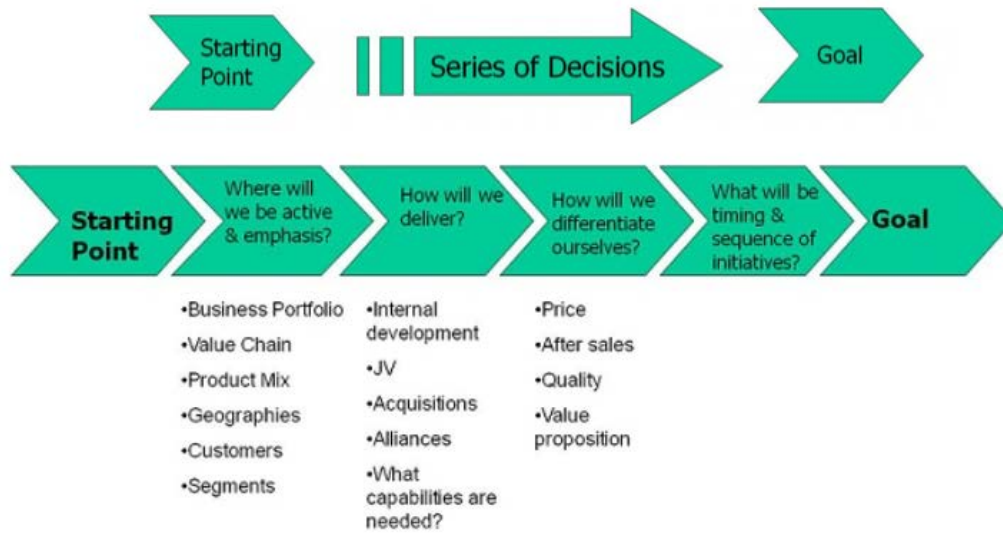 Starting
Point
Series of Decisions
Goal
Starting
Point
Where will
we be active
& emphasis?
How will we
deliver?
How will we
differentiate
ourselves?
What will be
timing &
sequence of
initiatives?
Goal
•Business Portfolio
•Value Chain
•Product Mix
•Geographies
•Customers
•Segments
•Internal
development
•JV
•Acquisitions
•Alliances
•What
capabilities are
needed?
•Price
•After sales
•Quality
•Value
proposition